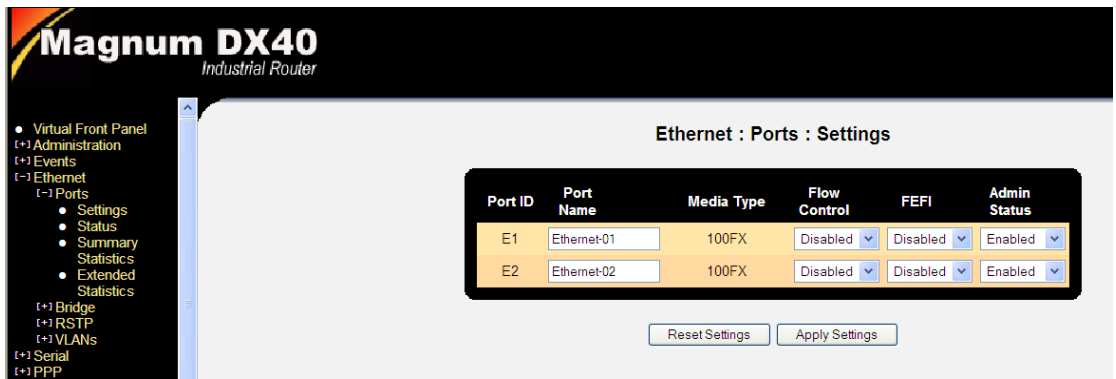 Magnum DX40
Industrial Router
Virtual Front Panel
[+] Administration
[+] Events
[-] Ethernet
[-] Ports
Settings
Status
Summary
Statistics
Extended
Statistics
[+] Bridge
[+] RSTP
[+] VLANs
[+] Serial
[+] PPP
Ethernet : Ports : Settings
Port ID Port Name Media Type Flow Control FEFI Admin Status
E1 Ethernet-01 100FX Disabled Disabled Enabled
E2 Ethernet-02 100FX Disabled Disabled Enabled
Reset Settings Apply Settings